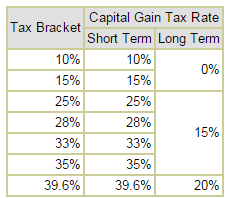 Tax Bracket Capital Gain Tax Rate
Short Term Long Term
10% 10% 0%
15% 15%
25% 25% 15%
28% 28%
33% 33%
35% 35%
39.6% 39.6% 20%